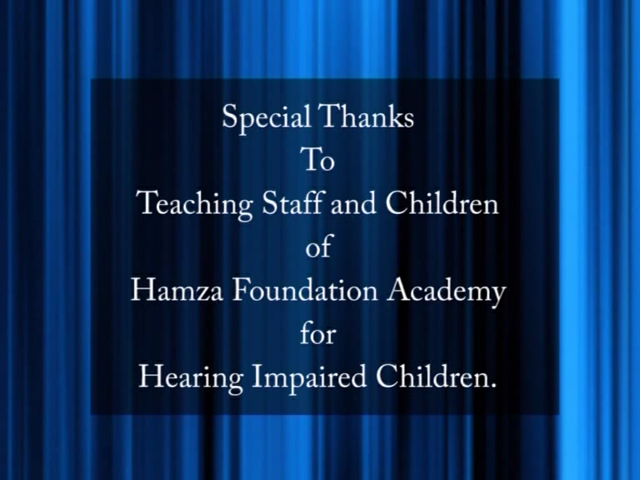 Special Thanks
To
Teaching Staff and Children
of
Hamza Foundation Academy
for
Hearing Impaired Children.